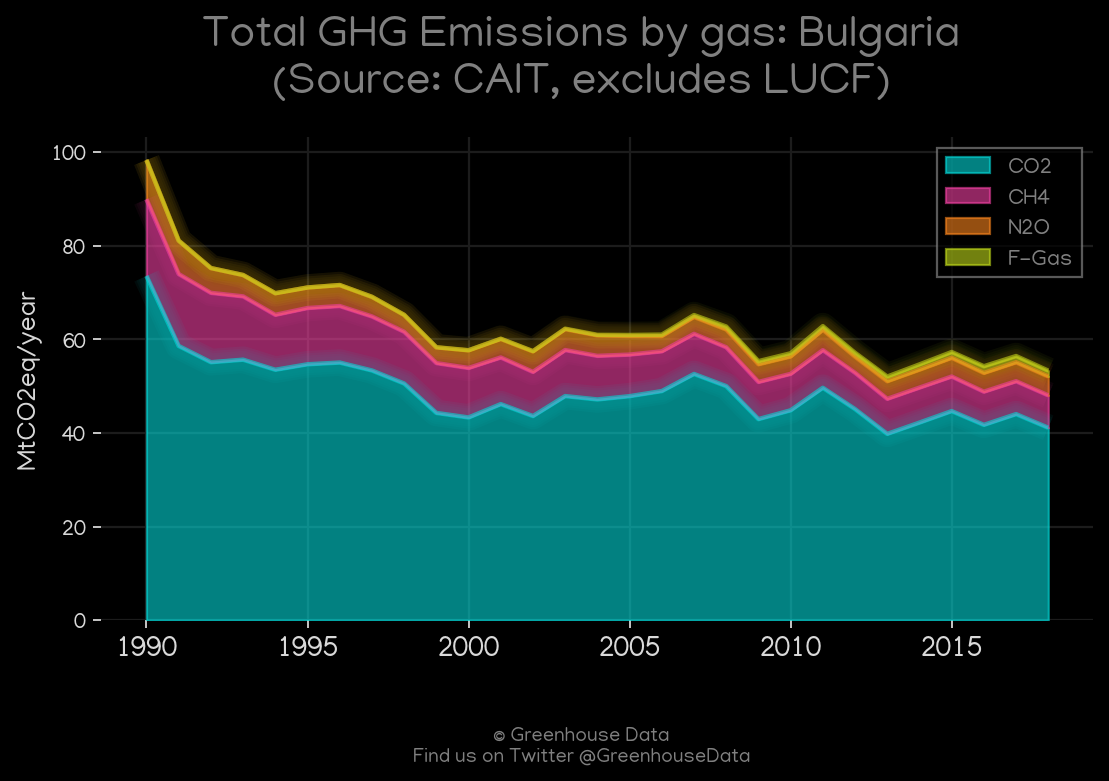 Total GHG Emissions by gas: Bulgaria
(Source: CAIT, excludes LUCF)
100
80
60
40
20
0
MtCO2eq/year
CO2
CH4
N2O
F-Gas
1990 1995 2000 2005 2010 2015
© Greenhouse Data
Find us on Twitter @GreenhouseData